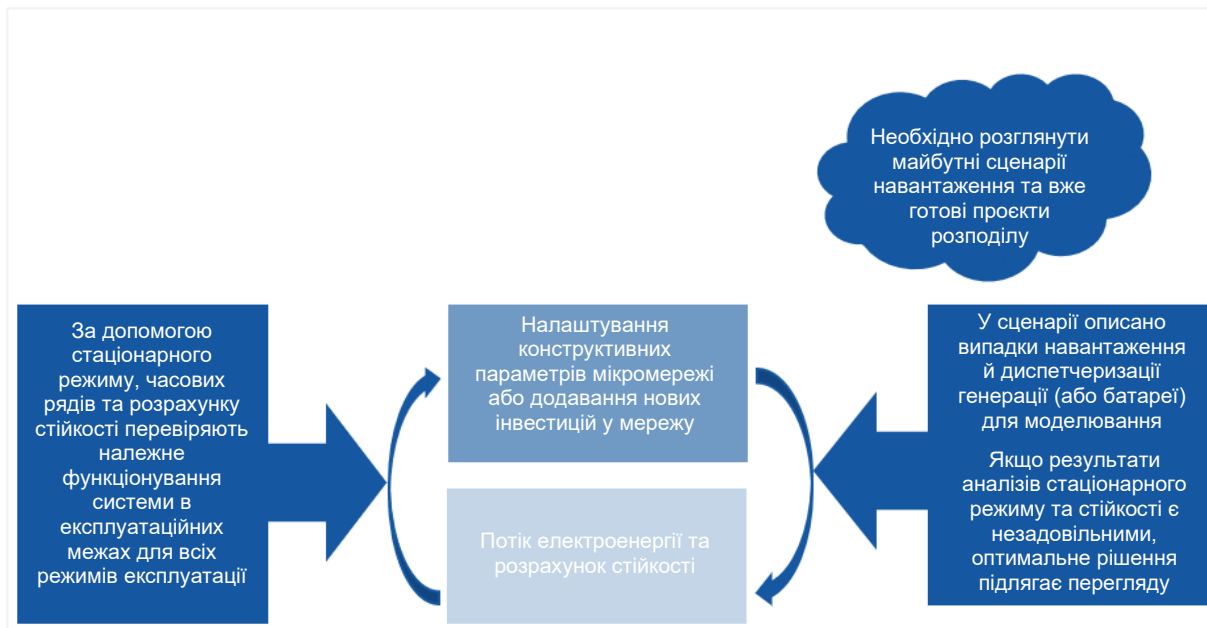 Необхідно розглянути
майбутні сценарії
навантаження та вже
готові проєкти
розподілу
За допомогою
стаціонарного
режиму, часових
рядів та розрахунку
стійкості перевіряють
належне
функціонування
системи в
експлуатаційних
межах для всіх
режимів експлуатації
Налаштування
конструктивних
параметрів мікромережі
або додавання нових
інвестицій у мережу
Потік електроенергії та
розрахунок стійкості
У сценарії описано
випадки навантаження
й диспетчеризації
генерації (або батареї)
для моделювання
Якщо результати
аналізів стаціонарного
режиму та стійкості є
незадовільними,
оптимальне рішення
підлягає перегляду